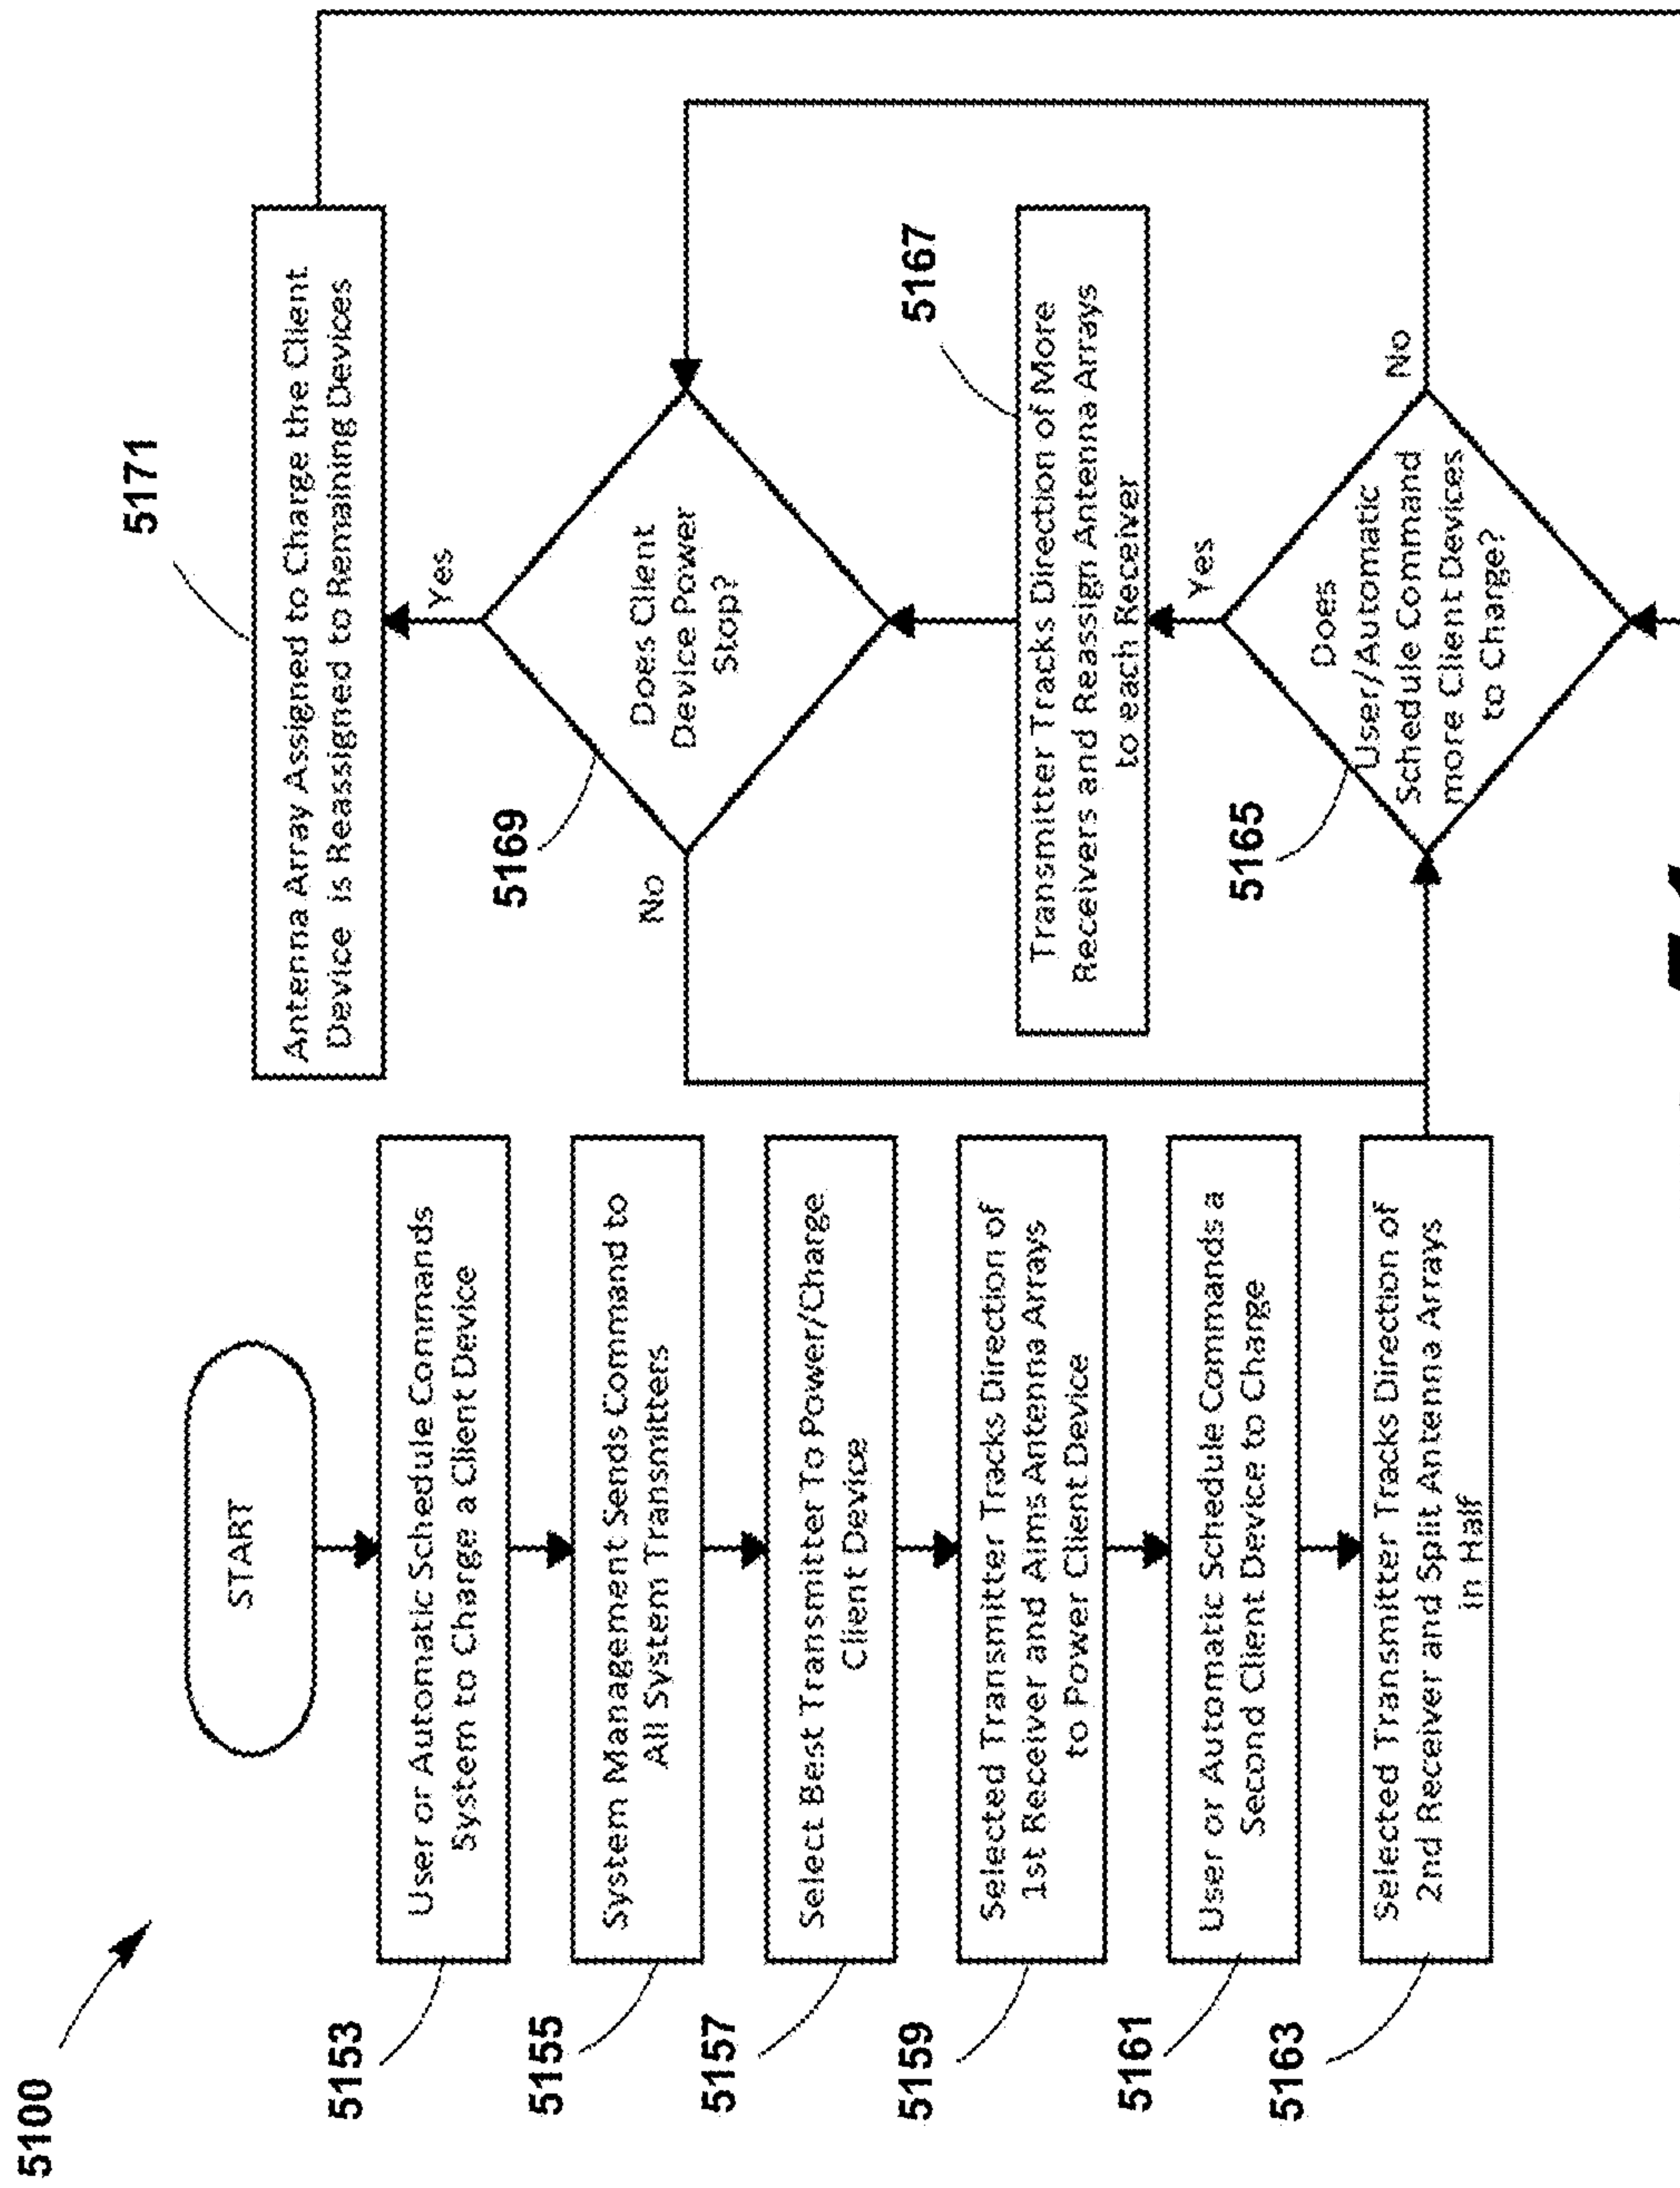 5100
START
5153
User or Automatic Schedule Commands
System to Charge a Client Device
5155
System Management Sends Command to
All System Transmitters
5157
Select Best Transmitter To Power/Charge
Client Device
5159
Selected Transmitter Tracks Direction of
1st Receiver and Aims Antenna Arrays
to Power Client Device
5161
User or Automatic Schedule Commands a
Second Client Device to Charge
5163
Selected Transmitter Tracks Direction of
2nd Receiver and Split Antenna Arrays
in Half
5171
Antenna Array Assigned to Charge the Client
Device is Reassigned to Remaining Devices
Yes
5169
Does Client
Device Power
Stop?
No
5167
Transmitter Tracks Direction of More
Receivers and Reassign Antenna Arrays
to each Receiver
Yes
5165
Does
User/Automatic
Schedule Command
more Client Devices
to Change?
No